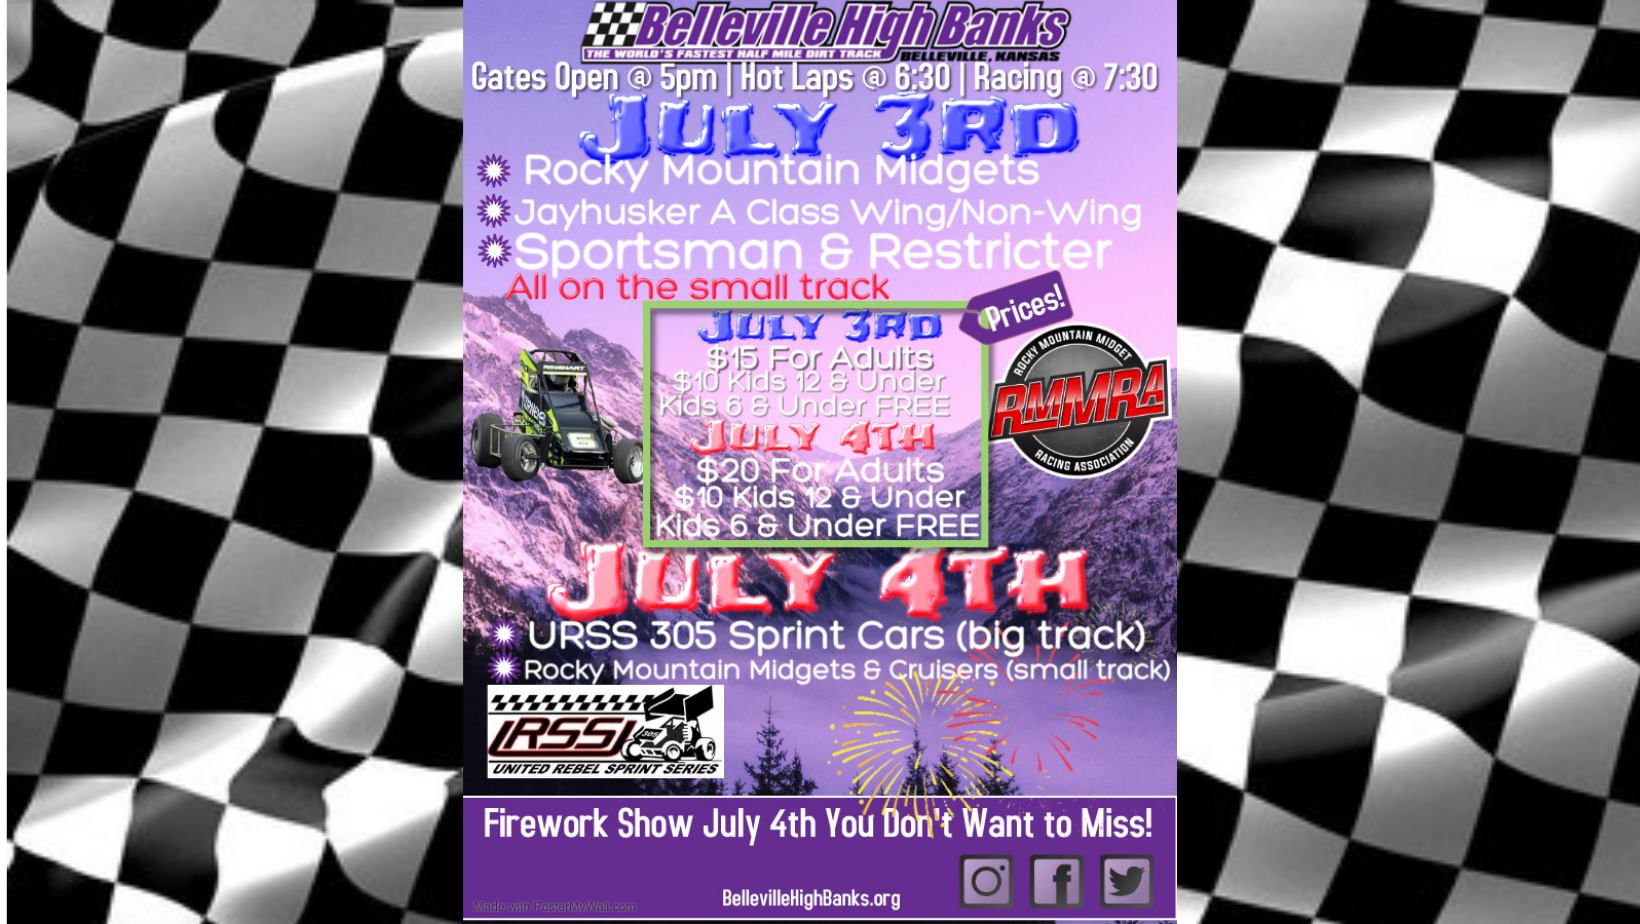 Belleville High Banks
THE WORLD'S FASTEST HALF MILE DIRT TRACK BELLEVILLE, KANSAS
Gates Open @ 5pm | Hot Laps @ 6:30 | Racing @ 7:30
July 3rd
Rocky Mountain Midgets
Jayhusker A Class Wing/Non-Wing
Sportsman & Restricter
All on the small track
Prices!
July 3rd
$15 For Adults
$10 Kids 12 & Under
Kids 6 & Under FREE
July 4th
$20 For Adults
$10 Kids 12 & Under
Kids 6 & Under FREE
RINEHART
ROCKY MOUNTAIN MIDGET
RMMRA
RACING ASSOCIATION
July 4th
URSS 305 Sprint Cars (big track)
Rocky Mountain Midgets & Cruisers (small track)
URSS
305
UNITED REBEL SPRINT SERIES
Firework Show July 4th You Don't Want to Miss!
BellevilleHighBanks.org
Made with PosterMyWall.com